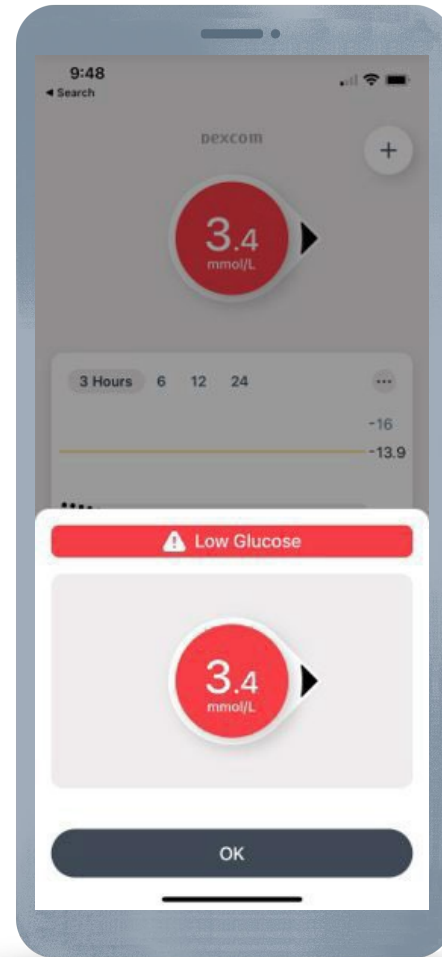 9:48
◀ Search
Dexcom
+
3.4
mmol/L
3 Hours 6 12 24 ...
-16
-13.9
Low Glucose
3.4
mmol/L
OK